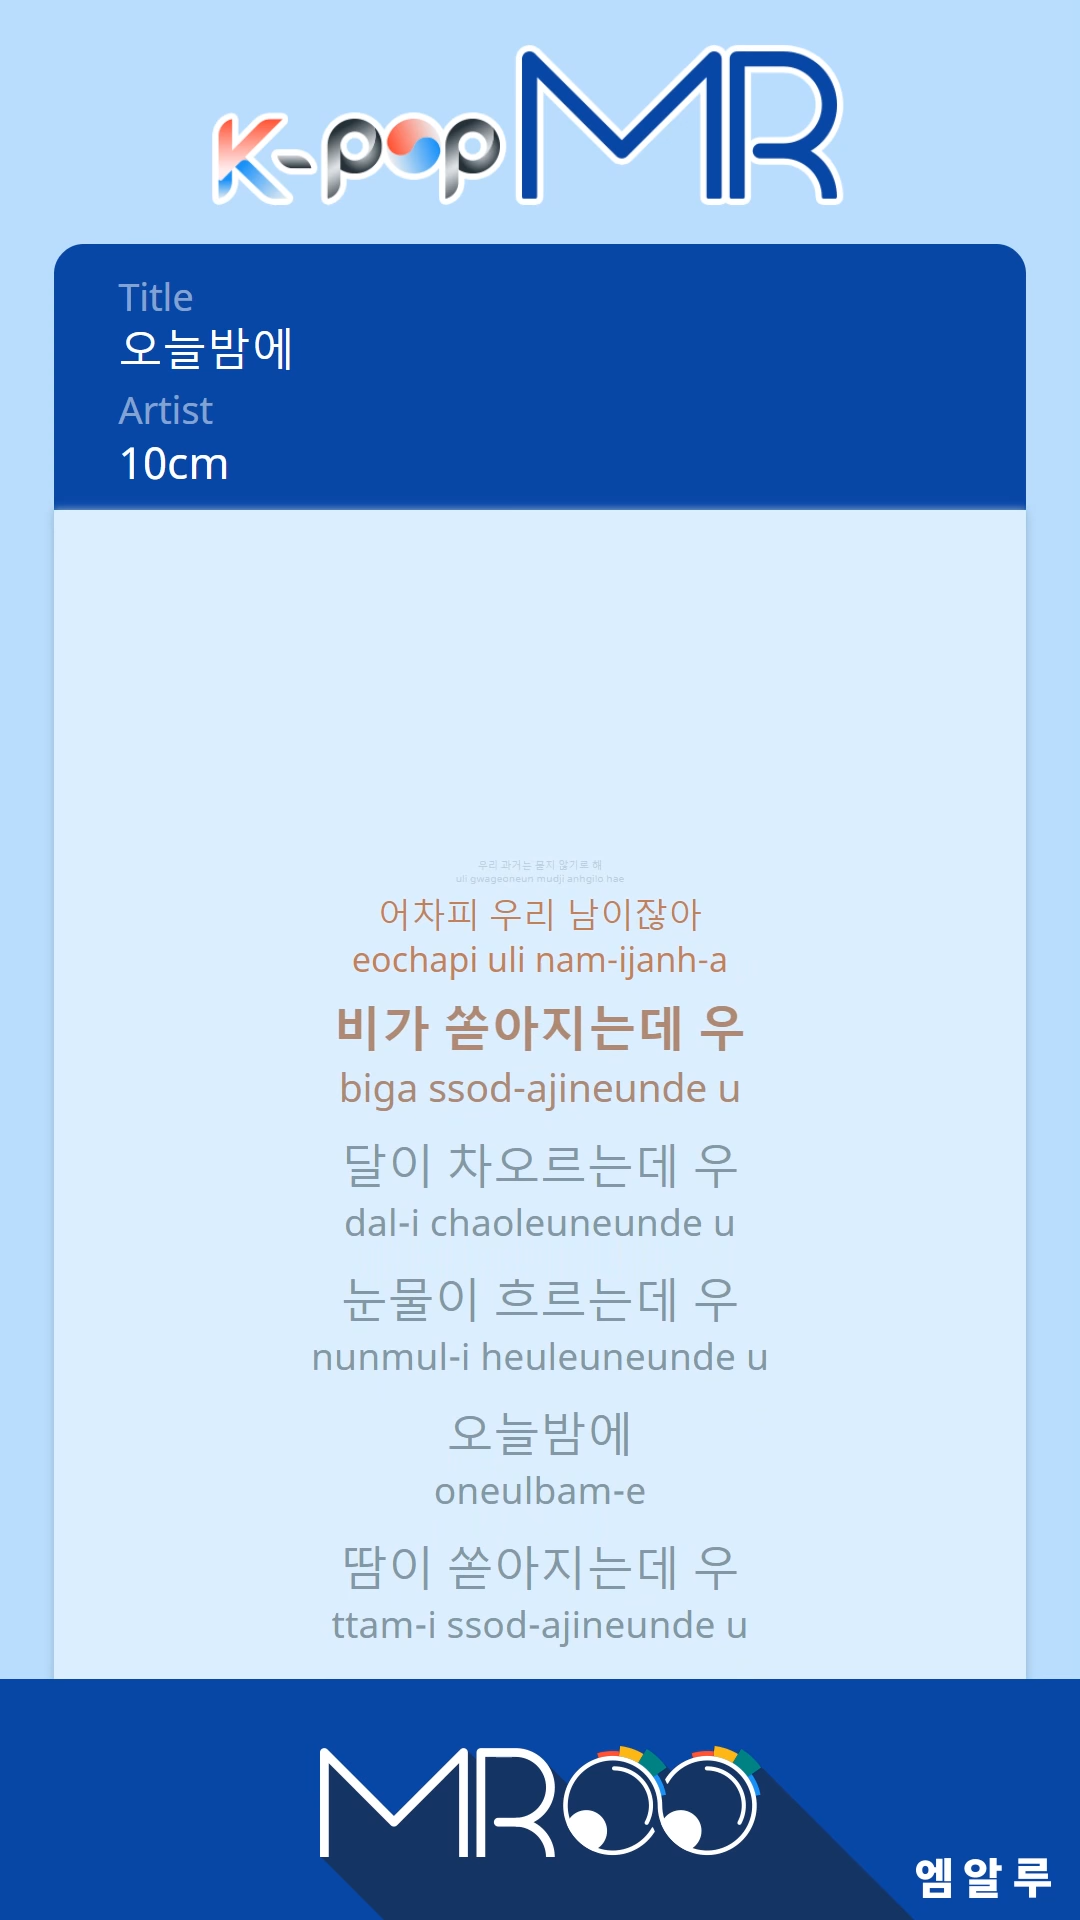 K-pop MR
Title
오늘밤에
Artist
10cm
우리 과거는 묻지 않기로 해
uli gwageoneun mudji anhgilo hae
어차피 우리 남이잖아
eochapi uli nam-ijanh-a
비가 쏟아지는데 우
biga ssod-ajineunde u
달이 차오르는데 우
dal-i chaoleuneunde u
눈물이 흐르는데 우
nunmul-i heuleuneunde u
오늘밤에
oneulbam-e
땀이 쏟아지는데 우
ttam-i ssod-ajineunde u
MROO
엠알루